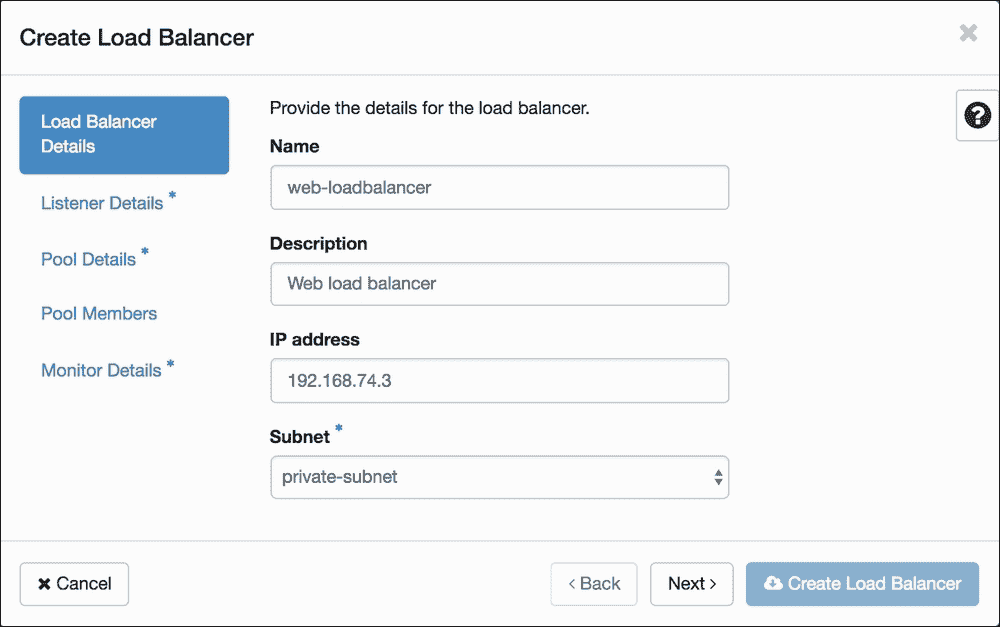 Create Load Balancer
Load Balancer
Details
Listener Details *
Pool Details *
Pool Members
Monitor Details *
Provide the details for the load balancer.
Name
web-loadbalancer
Description
Web load balancer
IP address
192.168.74.3
Subnet *
private-subnet
Cancel
Back
Next
Create Load Balancer